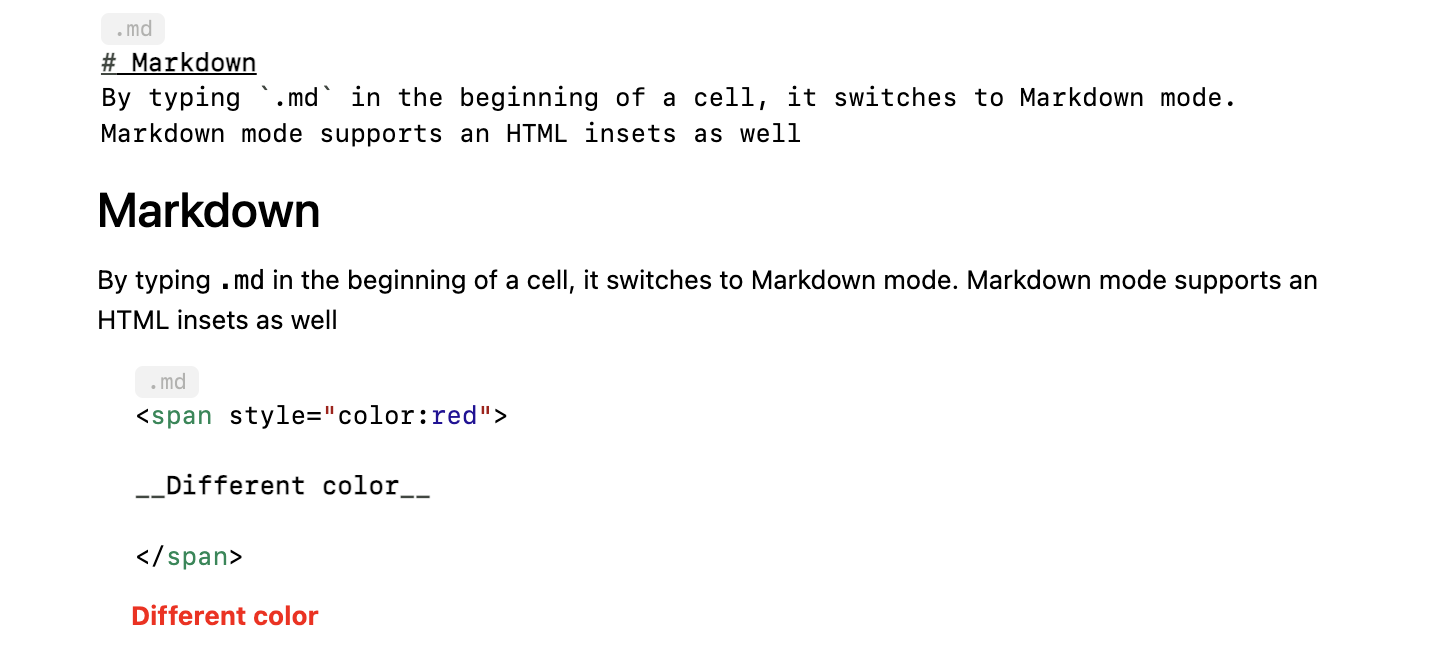 .md
# Markdown
By typing `.md` in the beginning of a cell, it switches to Markdown mode.
Markdown mode supports an HTML insets as well
Markdown
By typing .md in the beginning of a cell, it switches to Markdown mode. Markdown mode supports an
HTML insets as well
.md
<span style="color:red">
__Different color__
</span>
Different color